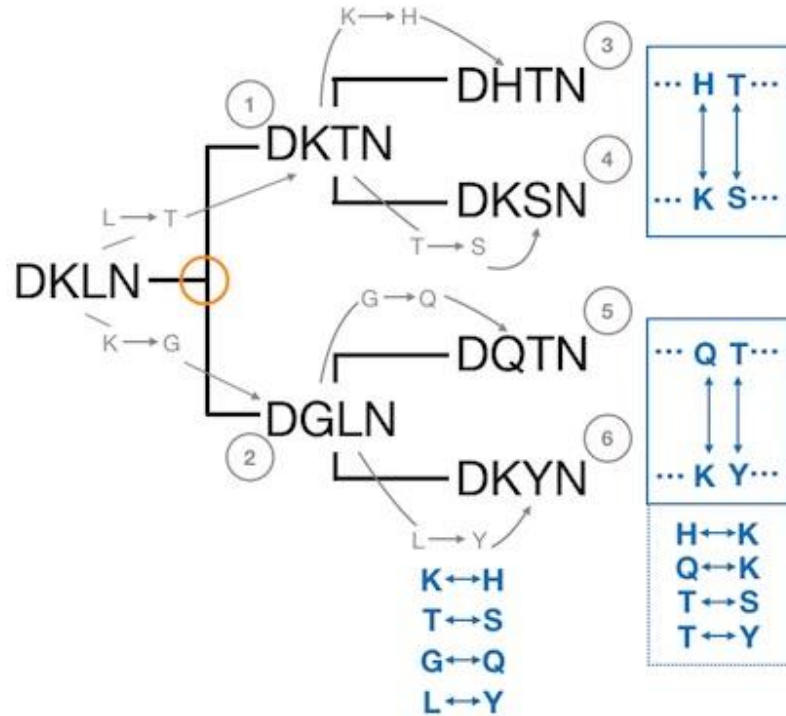 K → H
3
DHTN
··· H T ···
1
DKTN
4
DKSN
··· K S ···
L → T
T → S
DKLN
K → G
G → Q
5
DQTN
··· Q T ···
2
DGLN
6
DKYN
··· K Y ···
L → Y
K ↔ H
T ↔ S
G ↔ Q
L ↔ Y
H ↔ K
Q ↔ K
T ↔ S
T ↔ Y